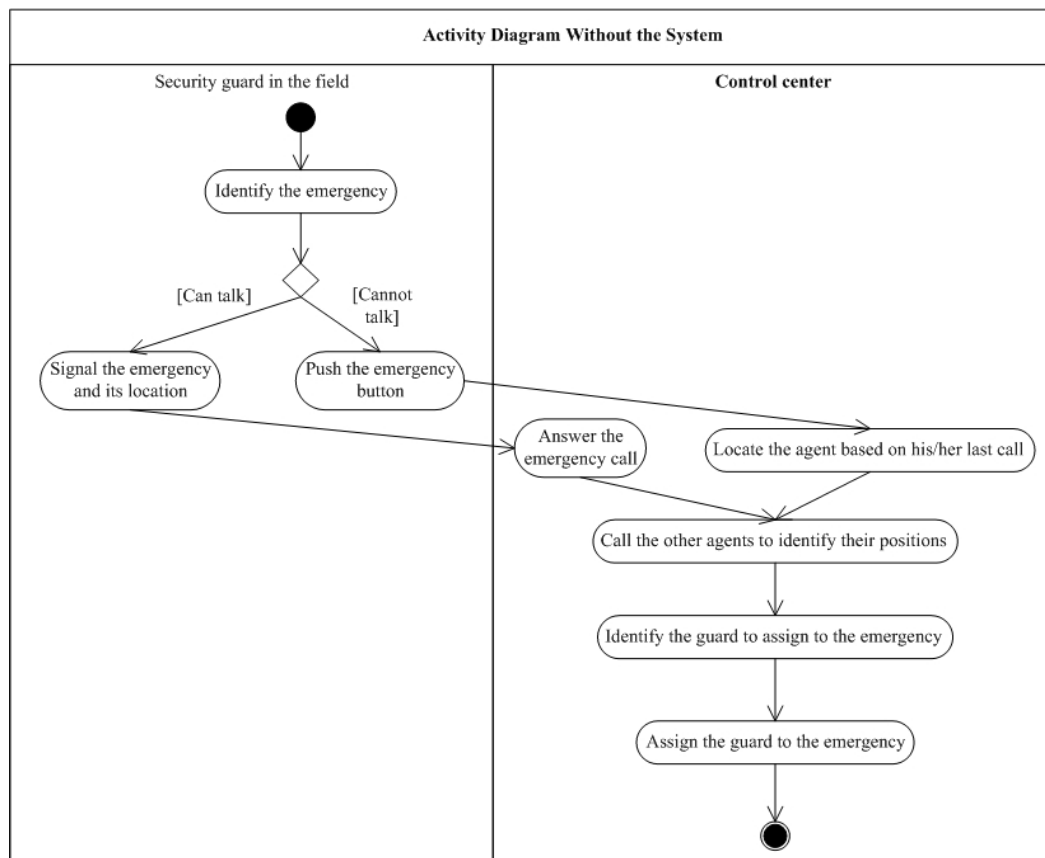 Activity Diagram Without the System
Security guard in the field
Control center
Identify the emergency
[Can talk]
[Cannot
talk]
Signal the emergency
and its location
Push the emergency
button
Answer the
emergency call
Locate the agent based on his/her last call
Call the other agents to identify their positions
Identify the guard to assign to the emergency
Assign the guard to the emergency